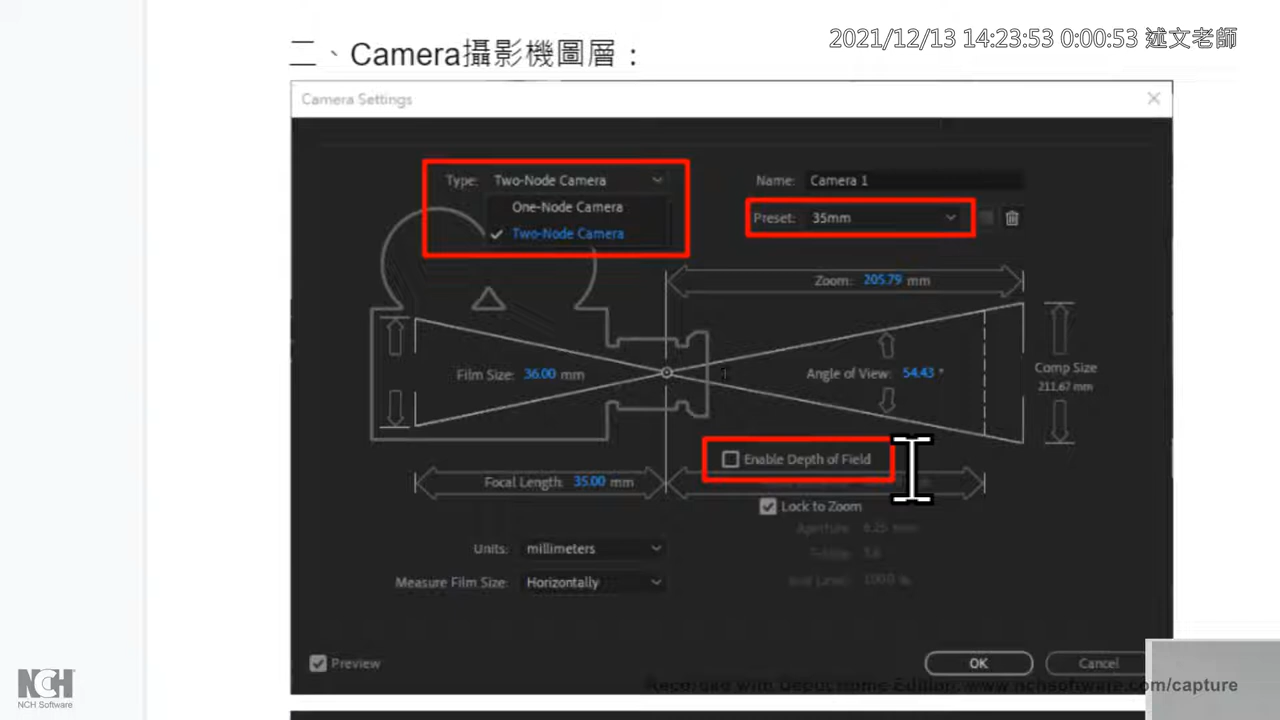 2021/12/13 14:23:53 0:00:53 述文老師
二、Camera攝影機圖層：
Camera Settings
Type: Two-Node Camera
One-Node Camera
Two-Node Camera
Name: Camera 1
Preset: 35mm
Zoom: 205.79 mm
Film Size: 36.00 mm
Angle of View: 54.43 °
Comp Size
211.67 mm
Enable Depth of Field
Focal Length: 35.00 mm
Lock to Zoom
Aperture: 6.25 mm
Units: millimeters
Measure Film Size: Horizontally
Preview
OK
Cancel
NCH
NCH Software
Recorded with Debut Home Edition. www.nchsoftware.com/capture